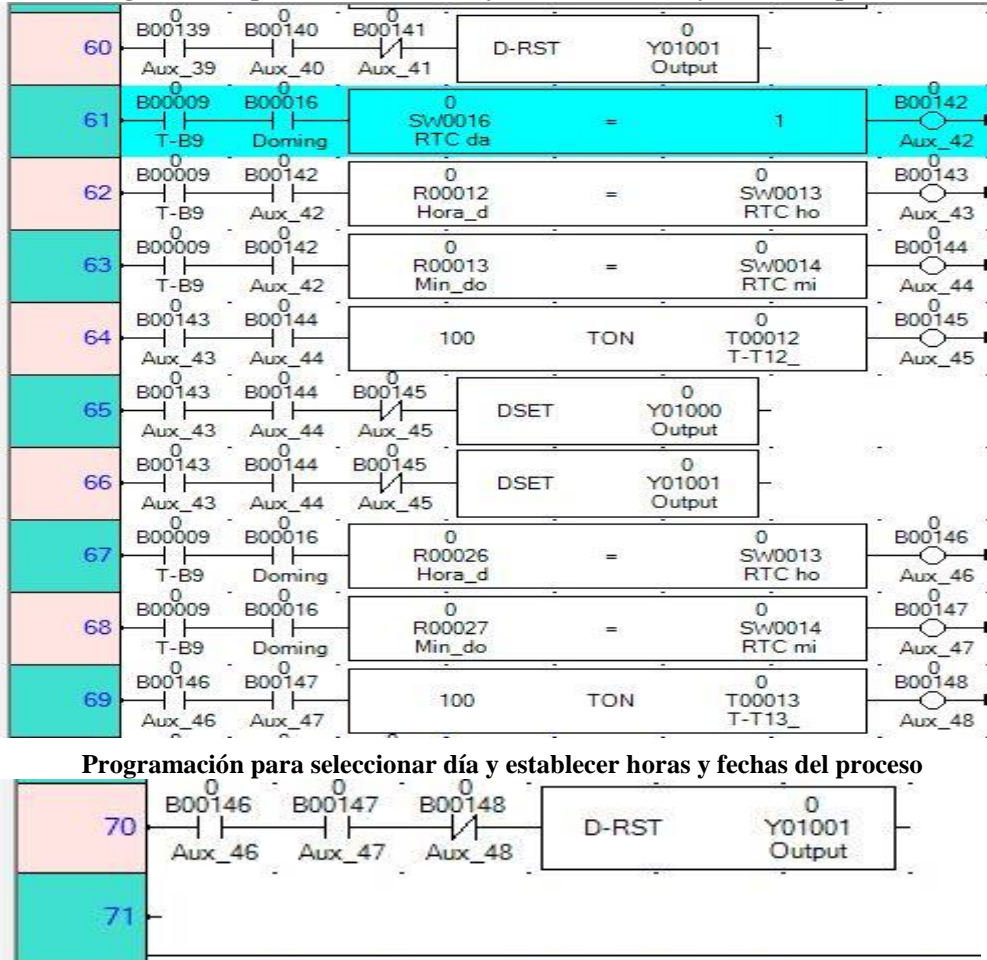 0 0 0 0
B00139 B00140 B00141
60 D-RST Y01001
Aux_39 Aux_40 Aux_41 Output
0 0 0 0
B00009 B00016 B00142
61 SW0016 = 1
T-B9 Doming RTC da Aux_42
0 0 0 0 0
B00009 B00142 B00143
62 R00012 = SW0013
T-B9 Aux_42 Hora_d RTC ho Aux_43
0 0 0 0 0
B00009 B00142 B00144
63 R00013 = SW0014
T-B9 Aux_42 Min_do RTC mi Aux_44
0 0 0 0
B00143 B00144 B00145
64 100 TON T00012
Aux_43 Aux_44 T-T12_ Aux_45
0 0 0 0
B00143 B00144 B00145
65 DSET Y01000
Aux_43 Aux_44 Aux_45 Output
0 0 0 0
B00143 B00144 B00145
66 DSET Y01001
Aux_43 Aux_44 Aux_45 Output
0 0 0 0 0
B00009 B00016 B00146
67 R00026 = SW0013
T-B9 Doming Hora_d RTC ho Aux_46
0 0 0 0 0
B00009 B00016 B00147
68 R00027 = SW0014
T-B9 Doming Min_do RTC mi Aux_47
0 0 0 0
B00146 B00147 B00148
69 100 TON T00013
Aux_46 Aux_47 T-T13_ Aux_48
Programación para seleccionar día y establecer horas y fechas del proceso
0 0 0 0
B00146 B00147 B00148
70 D-RST Y01001
Aux_46 Aux_47 Aux_48 Output
71